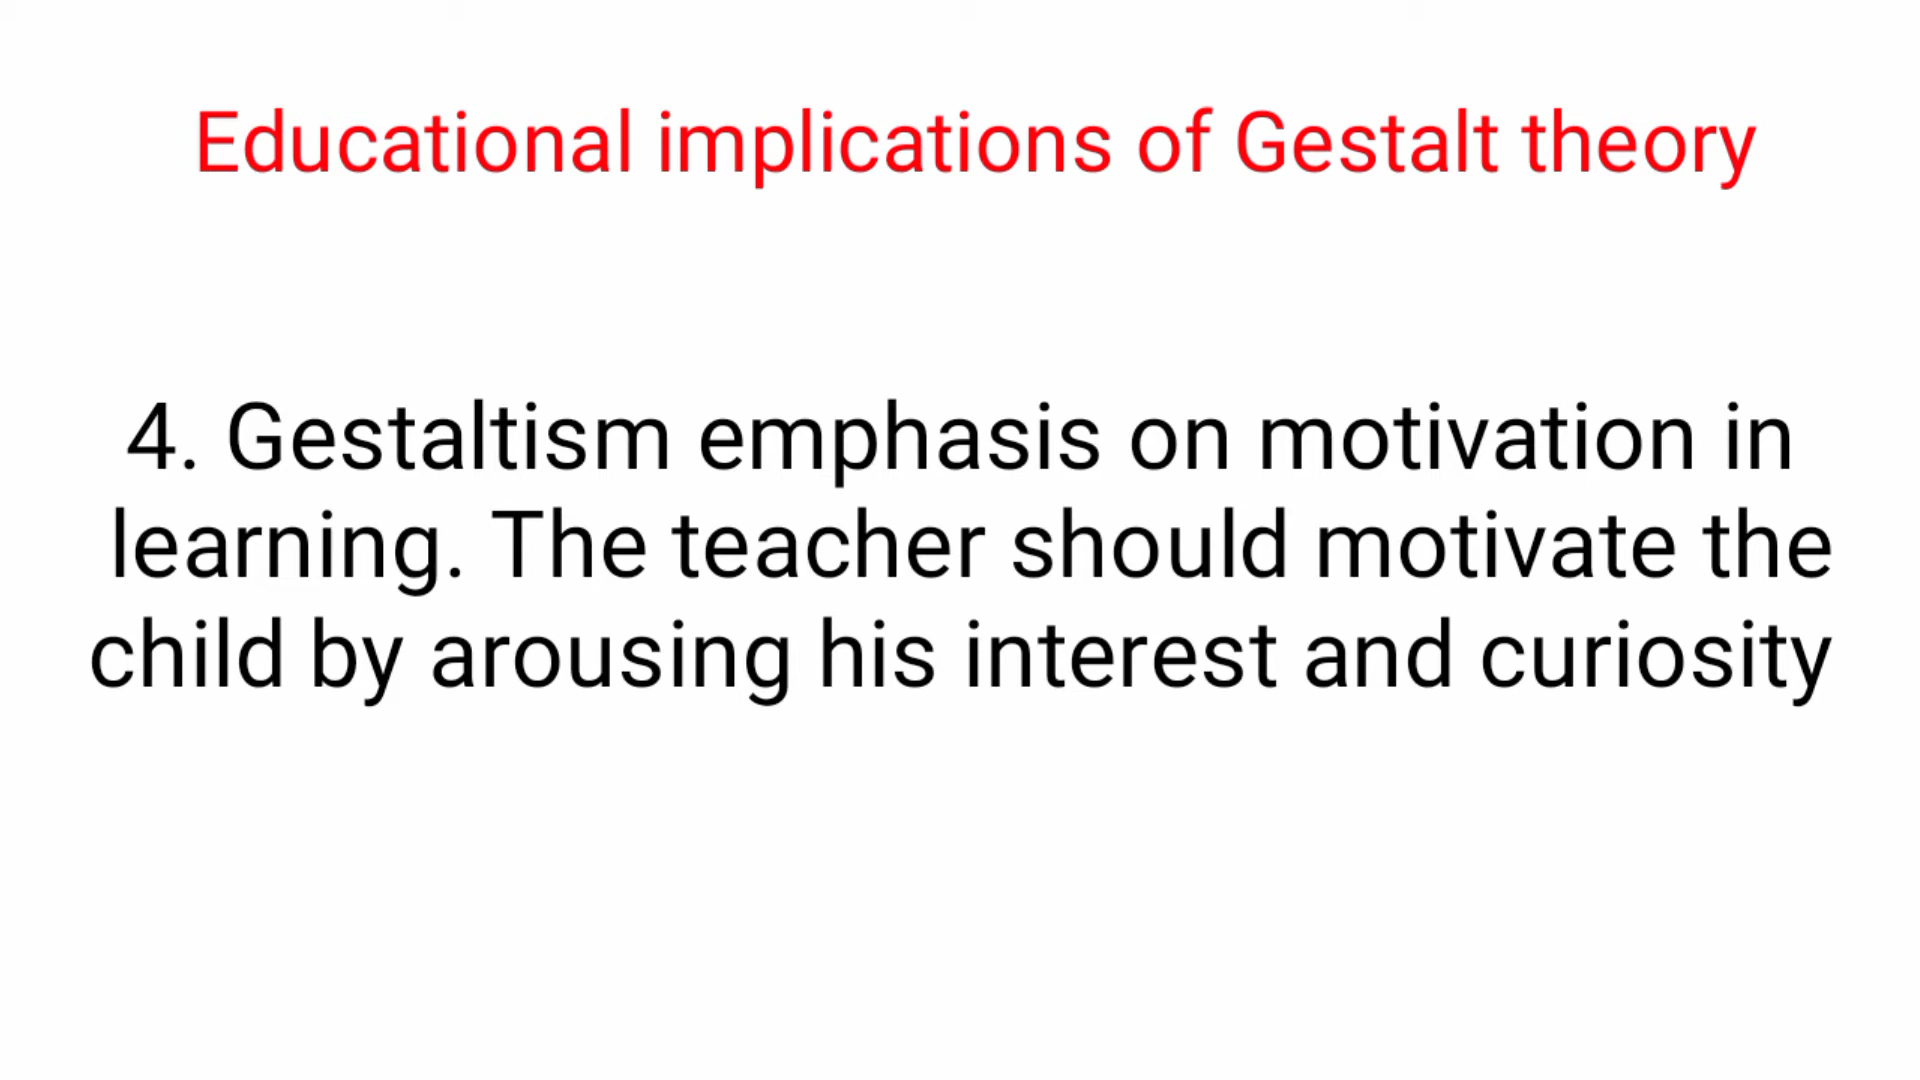 Educational implications of Gestalt theory
4. Gestaltism emphasis on motivation in
learning. The teacher should motivate the
child by arousing his interest and curiosity